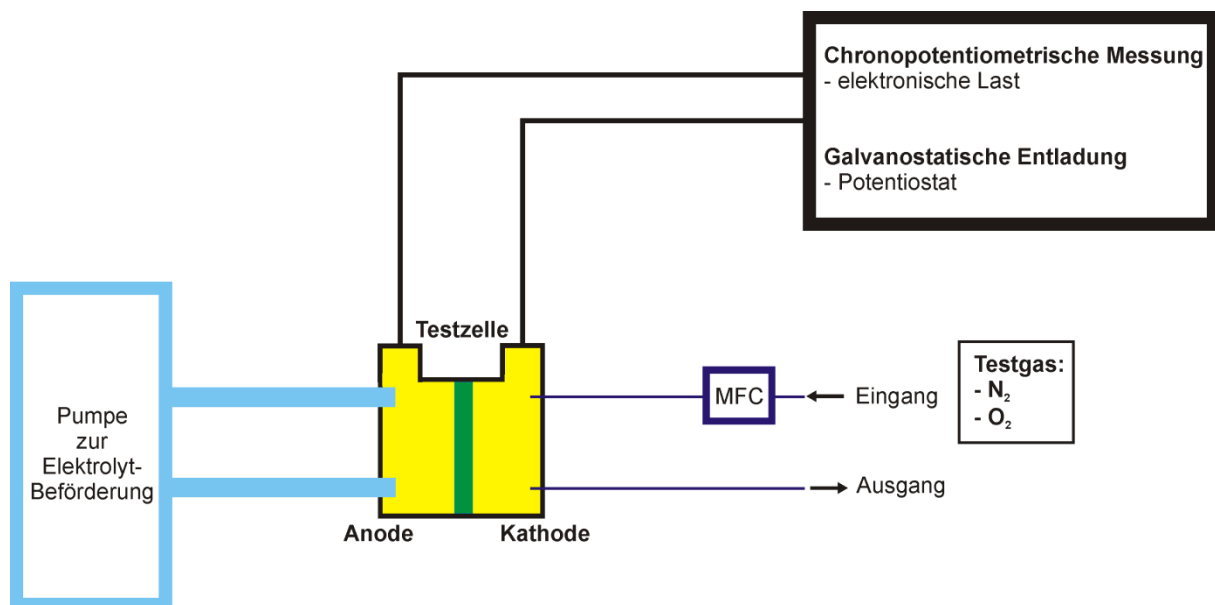 Chronopotentiometrische Messung
- elektronische Last
Galvanostatische Entladung
- Potentiostat
Testzelle
Pumpe
zur
Elektrolyt-
Beförderung
MFC
Eingang
Testgas:
- N₂
- O₂
Ausgang
Anode
Kathode